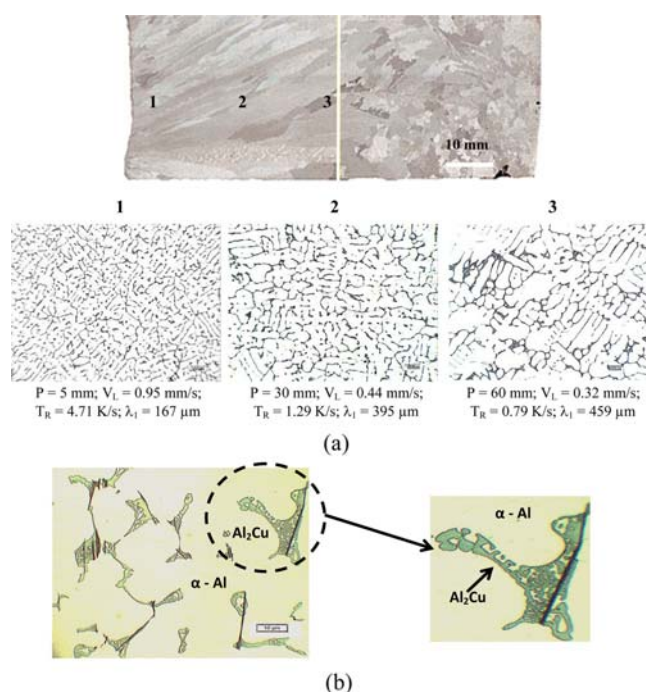 1
2
3
10 mm
1
2
3
P = 5 mm; V_L = 0.95 mm/s;
T_R = 4.71 K/s; λ_1 = 167 µm
P = 30 mm; V_L = 0.44 mm/s;
T_R = 1.29 K/s; λ_1 = 395 µm
P = 60 mm; V_L = 0.32 mm/s;
T_R = 0.79 K/s; λ_1 = 459 µm
(a)
Al₂Cu
α - Al
α - Al
Al₂Cu
(b)